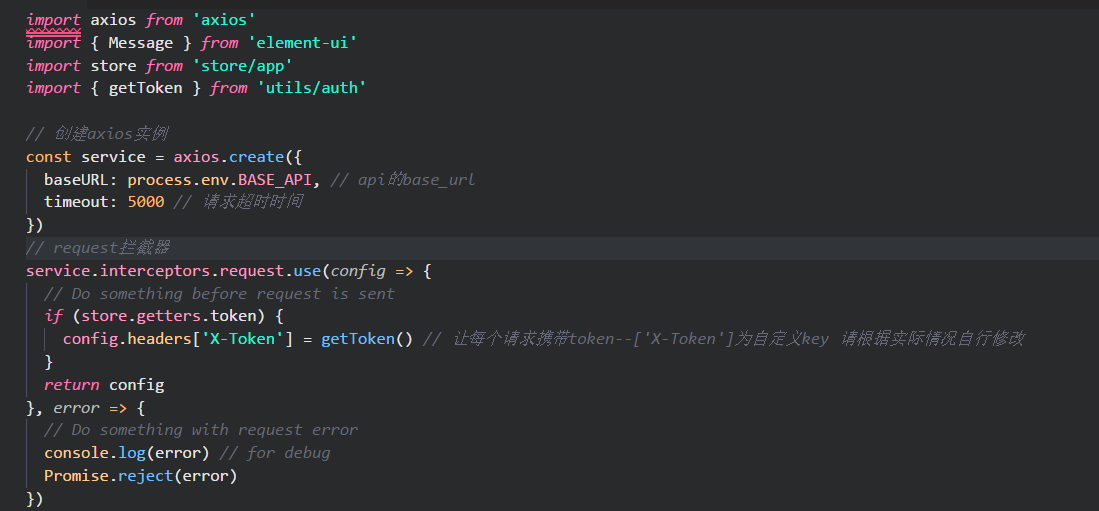 import axios from 'axios'
import { Message } from 'element-ui'
import store from 'store/app'
import { getToken } from 'utils/auth'
// 创建axios实例
const service = axios.create({
baseURL: process.env.BASE_API, // api的base_url
timeout: 5000 // 请求超时时间
})
// request拦截器
service.interceptors.request.use(config => {
// Do something before request is sent
if (store.getters.token) {
config.headers['X-Token'] = getToken() // 让每个请求携带token--['X-Token']为自定义key 请根据实际情况自行修改
}
return config
}, error => {
// Do something with request error
console.log(error) // for debug
Promise.reject(error)
})